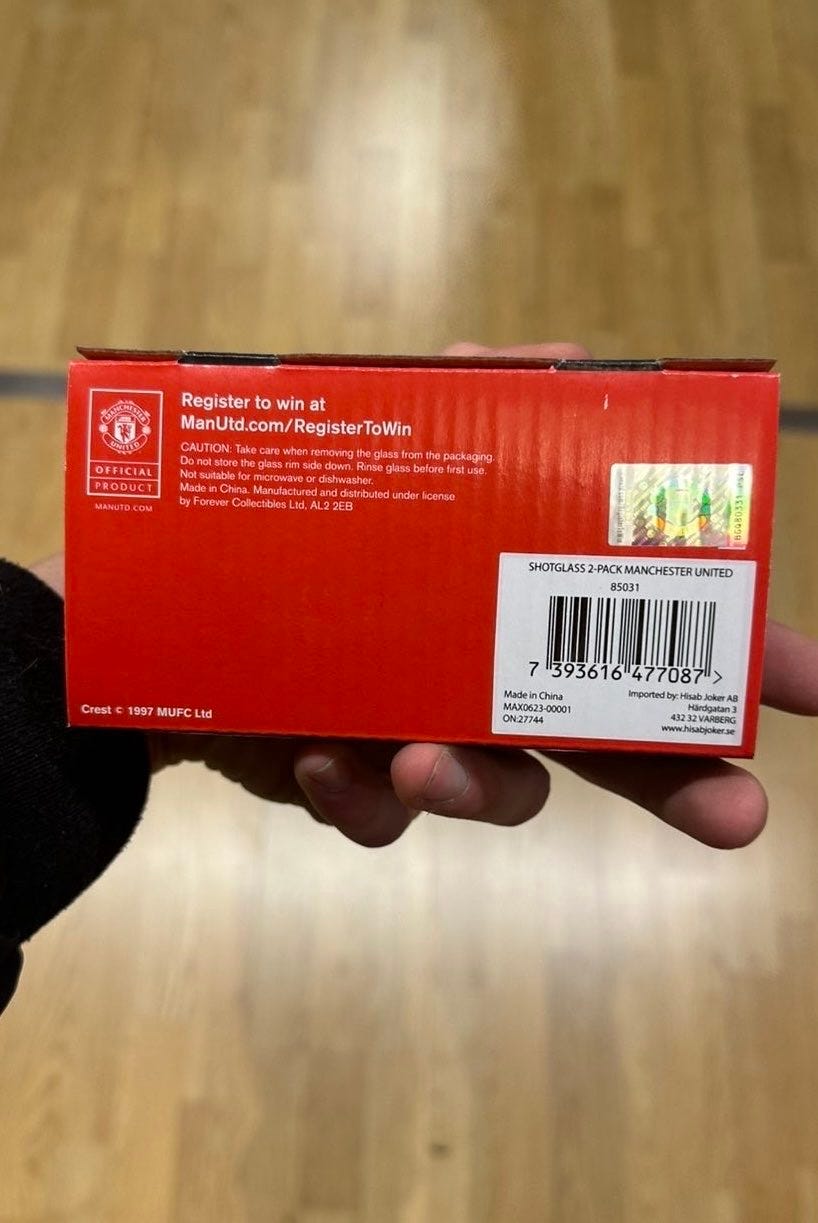 MANCHESTER
UNITED
OFFICIAL
PRODUCT
MANUTD.COM
Register to win at
ManUtd.com/RegisterToWin
CAUTION: Take care when removing the glass from the packaging.
Do not store the glass rim side down. Rinse glass before first use.
Not suitable for microwave or dishwasher.
Made in China. Manufactured and distributed under license
by Forever Collectibles Ltd, AL2 2EB
SHOTGLASS 2-PACK MANCHESTER UNITED
85031
7 393616 477087 >
Made in China
MAX0623-00001
ON:27744
Imported by: Hisab Joker AB
Härdgatan 3
432 32 VARBERG
www.hisabjoker.se
Crest © 1997 MUFC Ltd